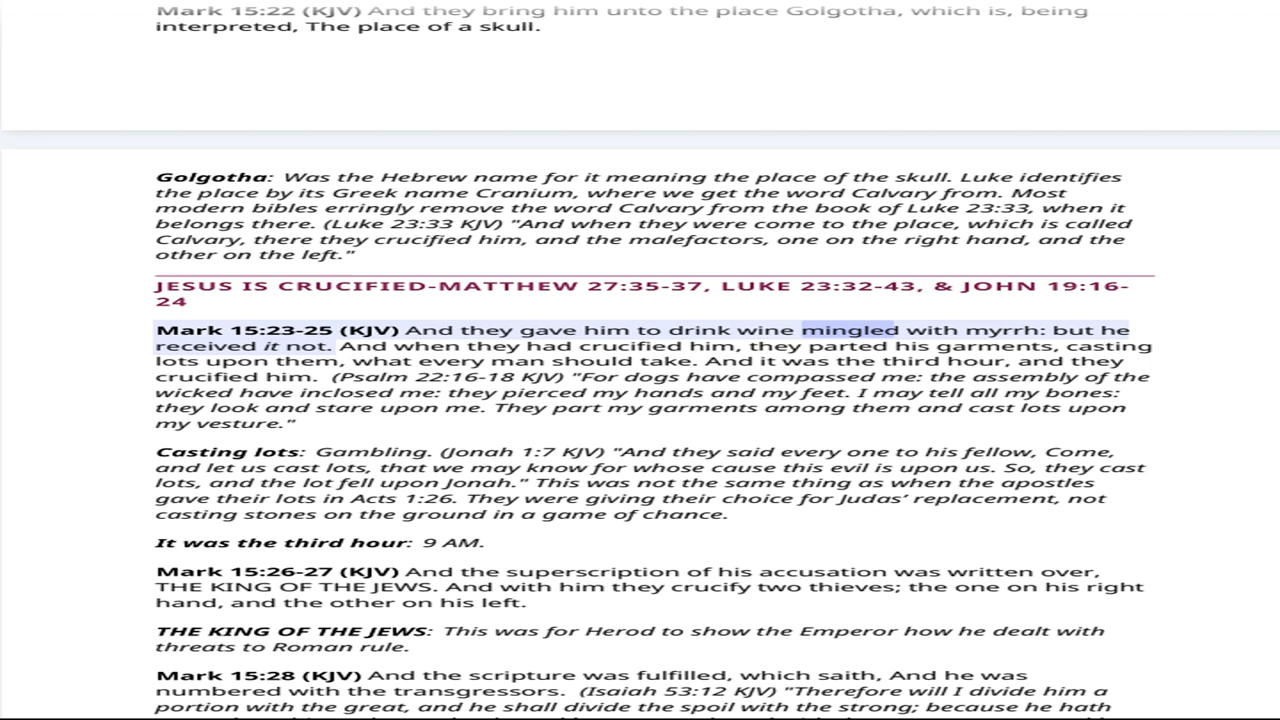 Mark 15:22 (KJV) And they bring him unto the place Golgotha, which is, being
interpreted, The place of a skull.
Golgotha: Was the Hebrew name for it meaning the place of the skull. Luke identifies
the place by its Greek name Cranium, where we get the word Calvary from. Most
modern bibles erringly remove the word Calvary from the book of Luke 23:33, when it
belongs there. (Luke 23:33 KJV) "And when they were come to the place, which is called
Calvary, there they crucified him, and the malefactors, one on the right hand, and the
other on the left."
JESUS IS CRUCIFIED-MATTHEW 27:35-37, LUKE 23:32-43, & JOHN 19:16-
24
Mark 15:23-25 (KJV) And they gave him to drink wine mingled with myrrh: but he
received it not. And when they had crucified him, they parted his garments, casting
lots upon them, what every man should take. And it was the third hour, and they
crucified him. (Psalm 22:16-18 KJV) "For dogs have compassed me: the assembly of the
wicked have inclosed me: they pierced my hands and my feet. I may tell all my bones:
they look and stare upon me. They part my garments among them and cast lots upon
my vesture."
Casting lots: Gambling. (Jonah 1:7 KJV) "And they said every one to his fellow, Come,
and let us cast lots, that we may know for whose cause this evil is upon us. So, they cast
lots, and the lot fell upon Jonah." This was not the same thing as when the apostles
gave their lots in Acts 1:26. They were giving their choice for Judas’ replacement, not
casting stones on the ground in a game of chance.
It was the third hour: 9 AM.
Mark 15:26-27 (KJV) And the superscription of his accusation was written over,
THE KING OF THE JEWS. And with him they crucify two thieves; the one on his right
hand, and the other on his left.
THE KING OF THE JEWS: This was for Herod to show the Emperor how he dealt with
threats to Roman rule.
Mark 15:28 (KJV) And the scripture was fulfilled, which saith, And he was
numbered with the transgressors. (Isaiah 53:12 KJV) "Therefore will I divide him a
portion with the great, and he shall divide the spoil with the strong; because he hath